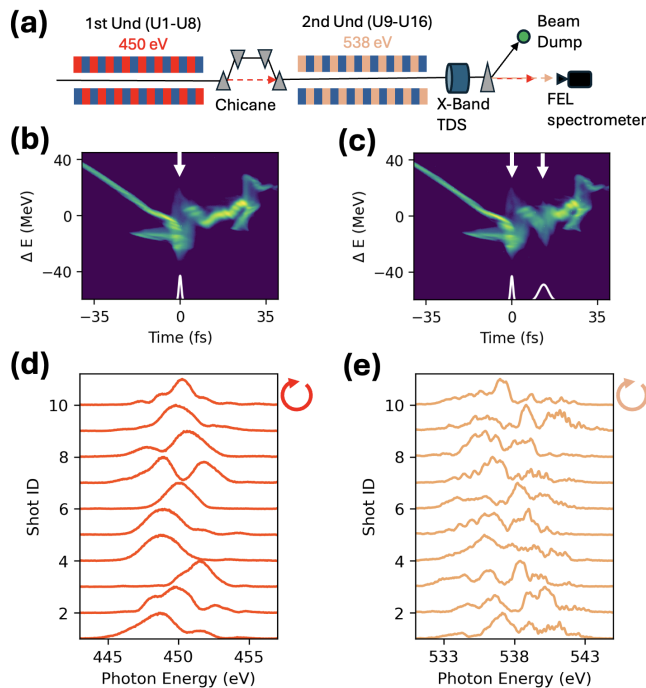 (a)
1st Und (U1-U8)
450 eV
2nd Und (U9-U16)
538 eV
Beam
Dump
Chicane
X-Band
TDS
FEL
spectrometer
(b)
(c)
40
0
−40
Δ E (MeV)
−35
0
35
Time (fs)
40
0
−40
Δ E (MeV)
−35
0
35
Time (fs)
(d)
(e)
10
8
6
4
2
Shot ID
445
450
455
Photon Energy (eV)
10
8
6
4
2
Shot ID
533
538
543
Photon Energy (eV)